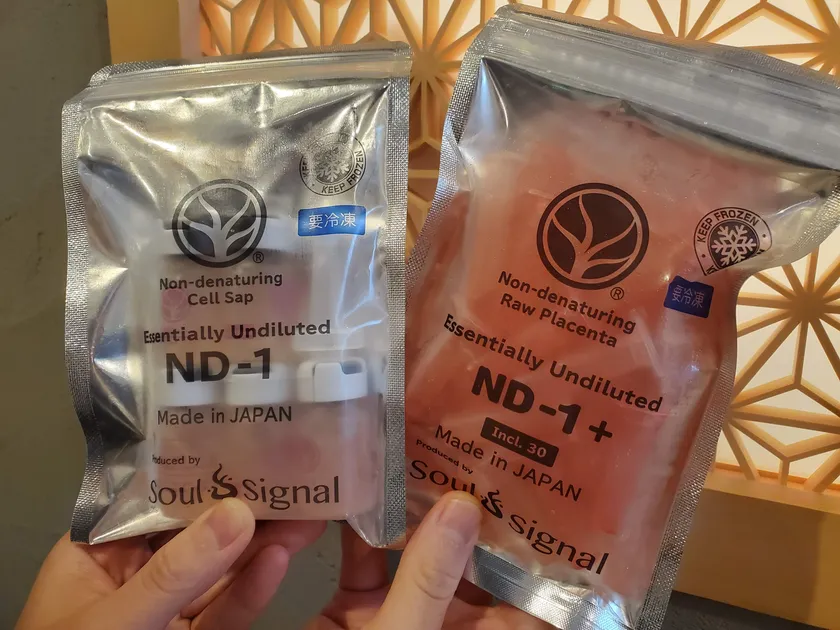 KEEP FROZEN
要冷凍
®
Non-denaturing
Cell Sap
Essentially Undiluted
ND-1
Made in JAPAN
Produced by
Soul Signal
KEEP FROZEN
要冷凍
®
Non-denaturing
Raw Placenta
Essentially Undiluted
ND-1+
Incl. 30
Made in JAPAN
Produced by
Soul Signal